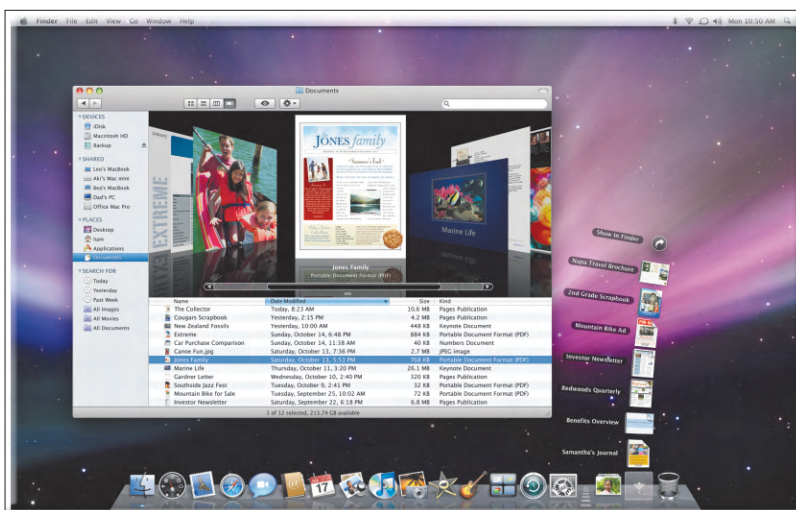 Finder File Edit View Go Window Help
Mon 10:50 AM
Documents
DEVICES
iDisk
Macintosh HD
Backup
SHARED
Leo's MacBook
Aki's Mac mini
Bea's MacBook
Dad's PC
Office Mac Pro
PLACES
Desktop
Applications
Documents
SEARCH FOR
Today
Yesterday
Past Week
All Images
All Movies
All Documents
January
EXTREME
JONES family
Marine Life
Jones Family
Portable Document Format (PDF)
Name Date Modified Size Kind
The Collector Today, 8:23 AM 10.6 MB Pages Publication
Cougars Scrapbook Yesterday, 2:15 PM 4.2 MB Pages Publication
New Zealand Fossils Yesterday, 10:00 AM 448 KB Keynote Document
Extreme Sunday, October 14, 6:48 PM 884 KB Portable Document Format (PDF)
Car Purchase Comparison Sunday, October 14, 11:38 AM 40 KB Numbers Document
Canoe Fun.jpg Saturday, October 13, 7:36 PM 2.7 MB JPEG image
Jones Family Saturday, October 13, 5:53 PM 768 KB Portable Document Format (PDF)
Marine Life Thursday, October 11, 3:20 PM 26.1 MB Keynote Document
Gardner Letter Wednesday, October 10, 2:40 PM 320 KB Pages Publication
Southside Jazz Fest Tuesday, October 9, 2:41 PM 32 KB Portable Document Format (PDF)
Mountain Bike for Sale Tuesday, September 25, 10:02 AM 72 KB Portable Document Format (PDF)
Investor Newsletter Saturday, September 22, 6:18 PM 6.8 MB Pages Publication
1 of 12 selected, 213.74 GB available
Show In Finder
Napa Travel Brochure
2nd Grade Scrapbook
Mountain Bike Ad
Investor Newsletter
Redwoods Quarterly
Benefits Overview
Samantha's Journal
17